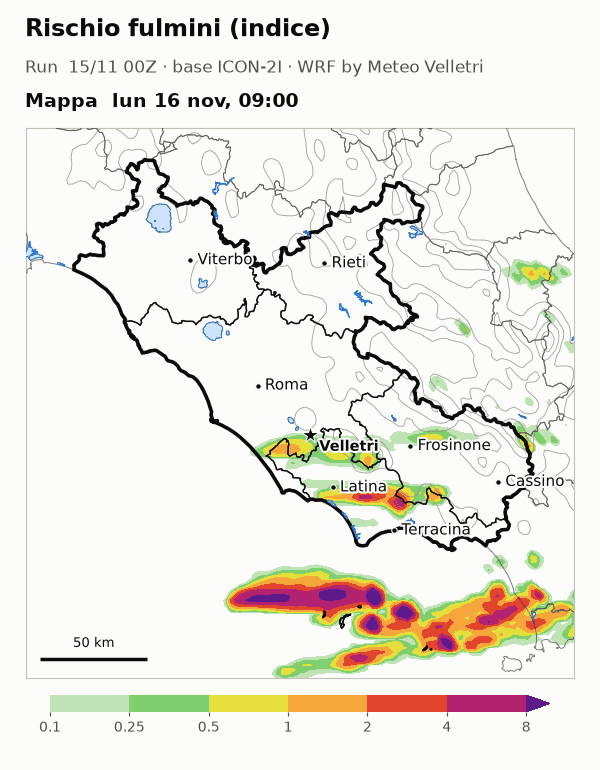 Rischio fulmini (indice)
Run 15/11 00Z · base ICON-2I · WRF by Meteo Velletri
Mappa lun 16 nov, 09:00
Viterbo
Rieti
Roma
Velletri
Frosinone
Latina
Cassino
Terracina
50 km
0.1 0.25 0.5 1 2 4 8